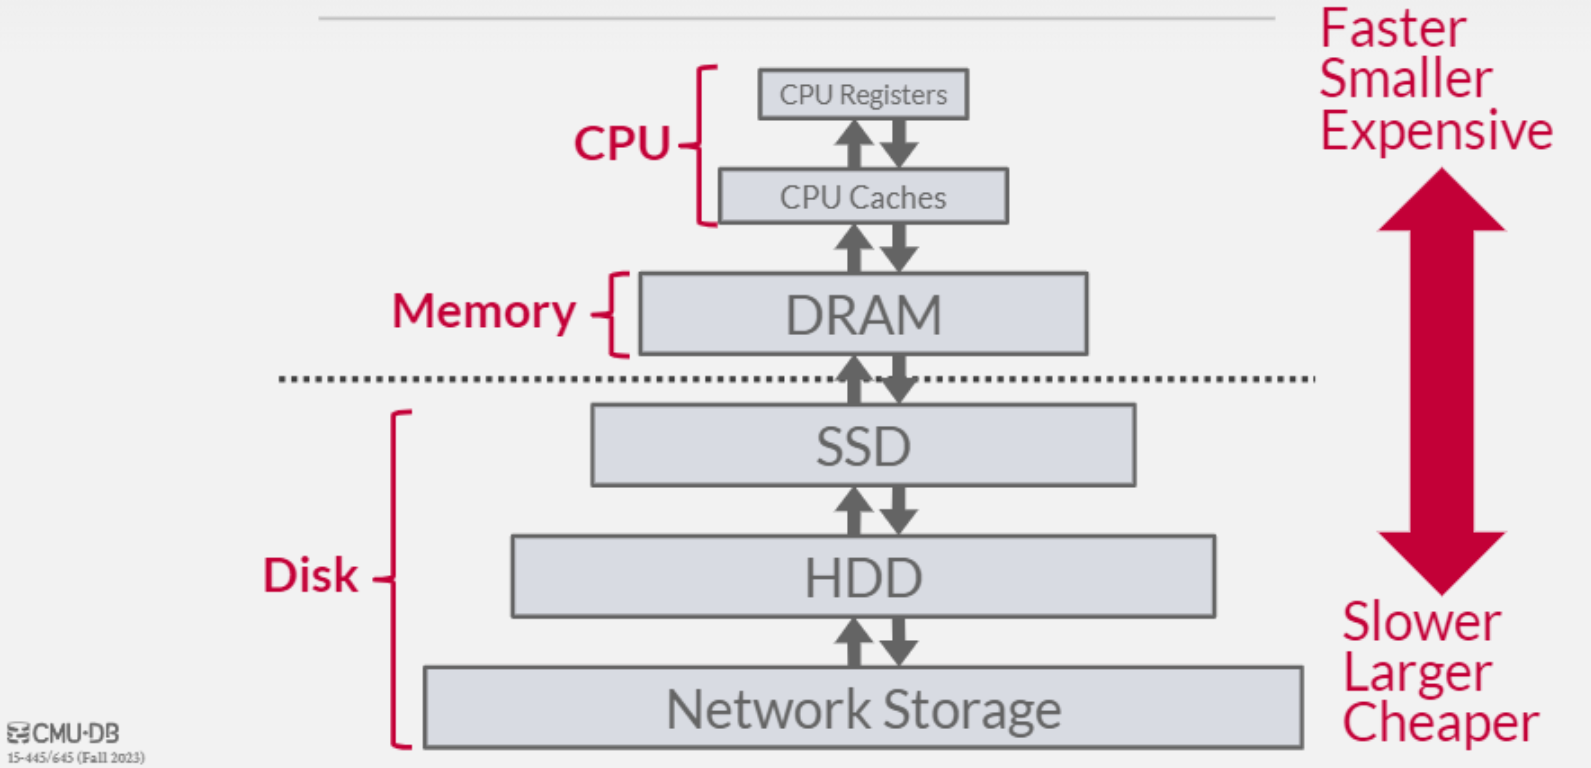 Faster
Smaller
Expensive
CPU Registers
CPU
CPU Caches
Memory
DRAM
SSD
Disk
HDD
Network Storage
Slower
Larger
Cheaper
CMU·DB
15-445/645 (Fall 2023)